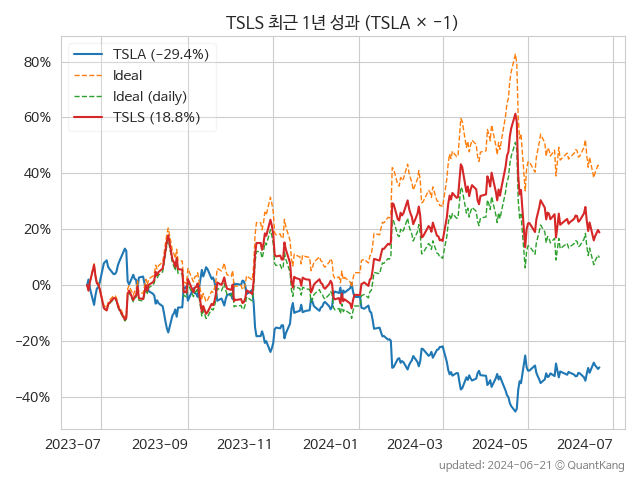 TSLS 최근 1년 성과 (TSLA × −1)
TSLA (−29.4%)
Ideal
Ideal (daily)
TSLS (18.8%)
80%
60%
40%
20%
0%
−20%
−40%
2023-07
2023-09
2023-11
2024-01
2024-03
2024-05
2024-07
updated: 2024-06-21 © QuantKang